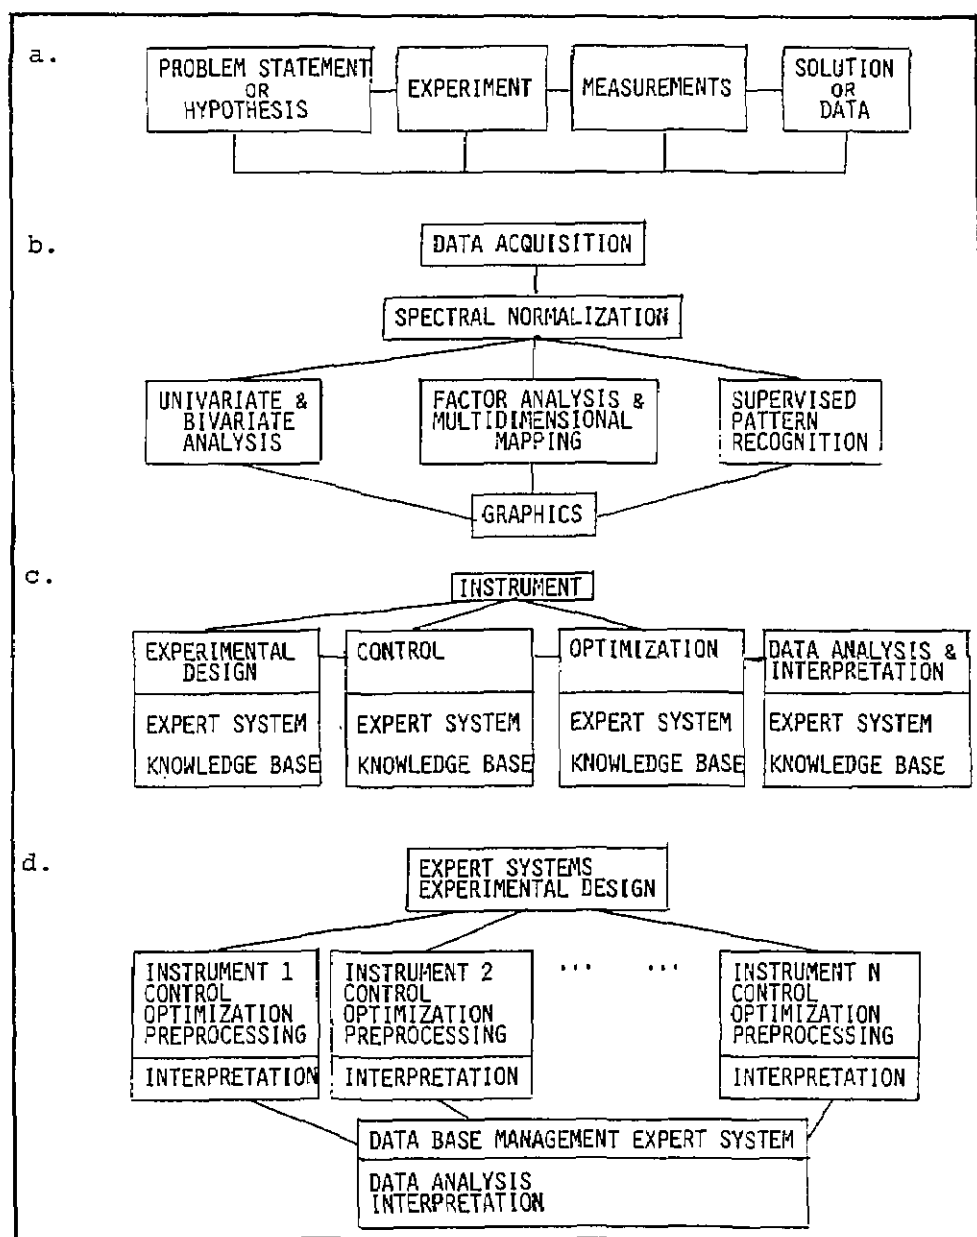 a.
PROBLEM STATEMENT
OR
HYPOTHESIS
EXPERIMENT
MEASUREMENTS
SOLUTION
OR
DATA
b.
DATA ACQUISITION
SPECTRAL NORMALIZATION
UNIVARIATE &
BIVARIATE
ANALYSIS
FACTOR ANALYSIS &
MULTIDIMENSIONAL
MAPPING
SUPERVISED
PATTERN
RECOGNITION
GRAPHICS
c.
INSTRUMENT
EXPERIMENTAL
DESIGN
EXPERT SYSTEM
KNOWLEDGE BASE
CONTROL
EXPERT SYSTEM
KNOWLEDGE BASE
OPTIMIZATION
EXPERT SYSTEM
KNOWLEDGE BASE
DATA ANALYSIS &
INTERPRETATION
EXPERT SYSTEM
KNOWLEDGE BASE
d.
EXPERT SYSTEMS
EXPERIMENTAL DESIGN
INSTRUMENT 1
CONTROL
OPTIMIZATION
PREPROCESSING
INTERPRETATION
INSTRUMENT 2
CONTROL
OPTIMIZATION
PREPROCESSING
INTERPRETATION
... ...
INSTRUMENT N
CONTROL
OPTIMIZATION
PREPROCESSING
INTERPRETATION
DATA BASE MANAGEMENT EXPERT SYSTEM
DATA ANALYSIS
INTERPRETATION